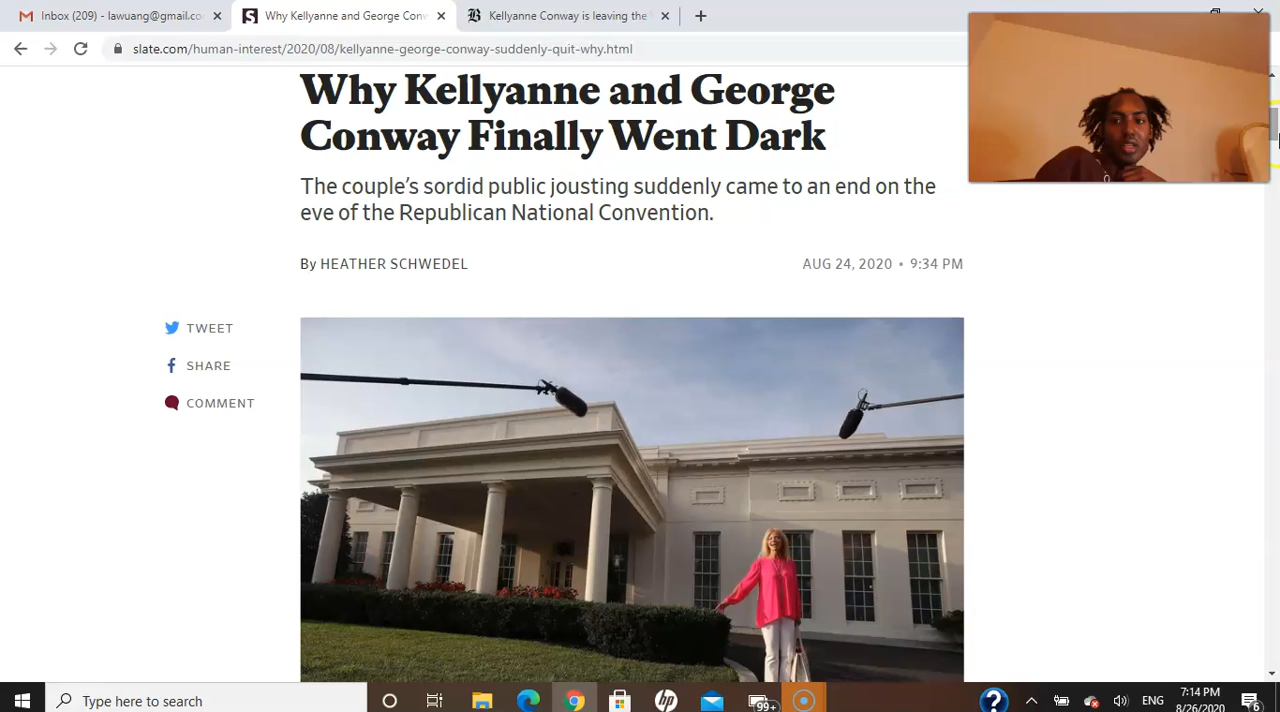 Inbox (209) - lawuang@gmail.co
Why Kellyanne and George Conw
Kellyanne Conway is leaving the
slate.com/human-interest/2020/08/kellyanne-george-conway-suddenly-quit-why.html
Why Kellyanne and George
Conway Finally Went Dark
The couple’s sordid public jousting suddenly came to an end on the
eve of the Republican National Convention.
By HEATHER SCHWEDEL
AUG 24, 2020 • 9:34 PM
TWEET
SHARE
COMMENT
Type here to search
99+
ENG
7:14 PM
8/26/2020
6